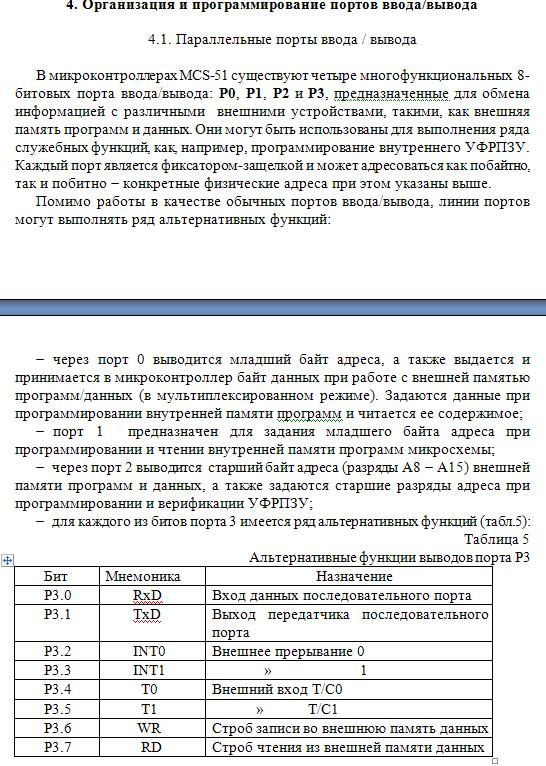 4. Организация и программирование портов ввода/вывода
4.1. Параллельные порты ввода / вывода
В микроконтроллерах MCS-51 существуют четыре многофункциональных 8-
битовых порта ввода/вывода: P0, P1, P2 и P3, предназначенные для обмена
информацией с различными внешними устройствами, такими, как внешняя
память программ и данных. Они могут быть использованы для выполнения ряда
служебных функций, как, например, программирование внутреннего УФРПЗУ.
Каждый порт является фиксатором-защелкой и может адресоваться как побайтно,
так и побитно – конкретные физические адреса при этом указаны выше.
Помимо работы в качестве обычных портов ввода/вывода, линии портов
могут выполнять ряд альтернативных функций:
– через порт 0 выводится младший байт адреса, а также выдается и
принимается в микроконтроллер байт данных при работе с внешней памятью
программ/данных (в мультиплексированном режиме). Задаются данные при
программировании внутренней памяти программ и читается ее содержимое;
– порт 1 предназначен для задания младшего байта адреса при
программировании и чтении внутренней памяти программ микросхемы;
– через порт 2 выводится старший байт адреса (разряды A8 – A15) внешней
памяти программ и данных, а также задаются старшие разряды адреса при
программировании и верификации УФРПЗУ;
– для каждого из битов порта 3 имеется ряд альтернативных функций (табл.5):
Таблица 5
Альтернативные функции выводов порта P3
Бит Мнемоника Назначение
P3.0 RxD Вход данных последовательного порта
P3.1 TxD Выход передатчика последовательного
порта
P3.2 INT0 Внешнее прерывание 0
P3.3 INT1 » 1
P3.4 T0 Внешний вход T/C0
P3.5 T1 » T/C1
P3.6 WR Строб записи во внешнюю память данных
P3.7 RD Строб чтения из внешней памяти данных